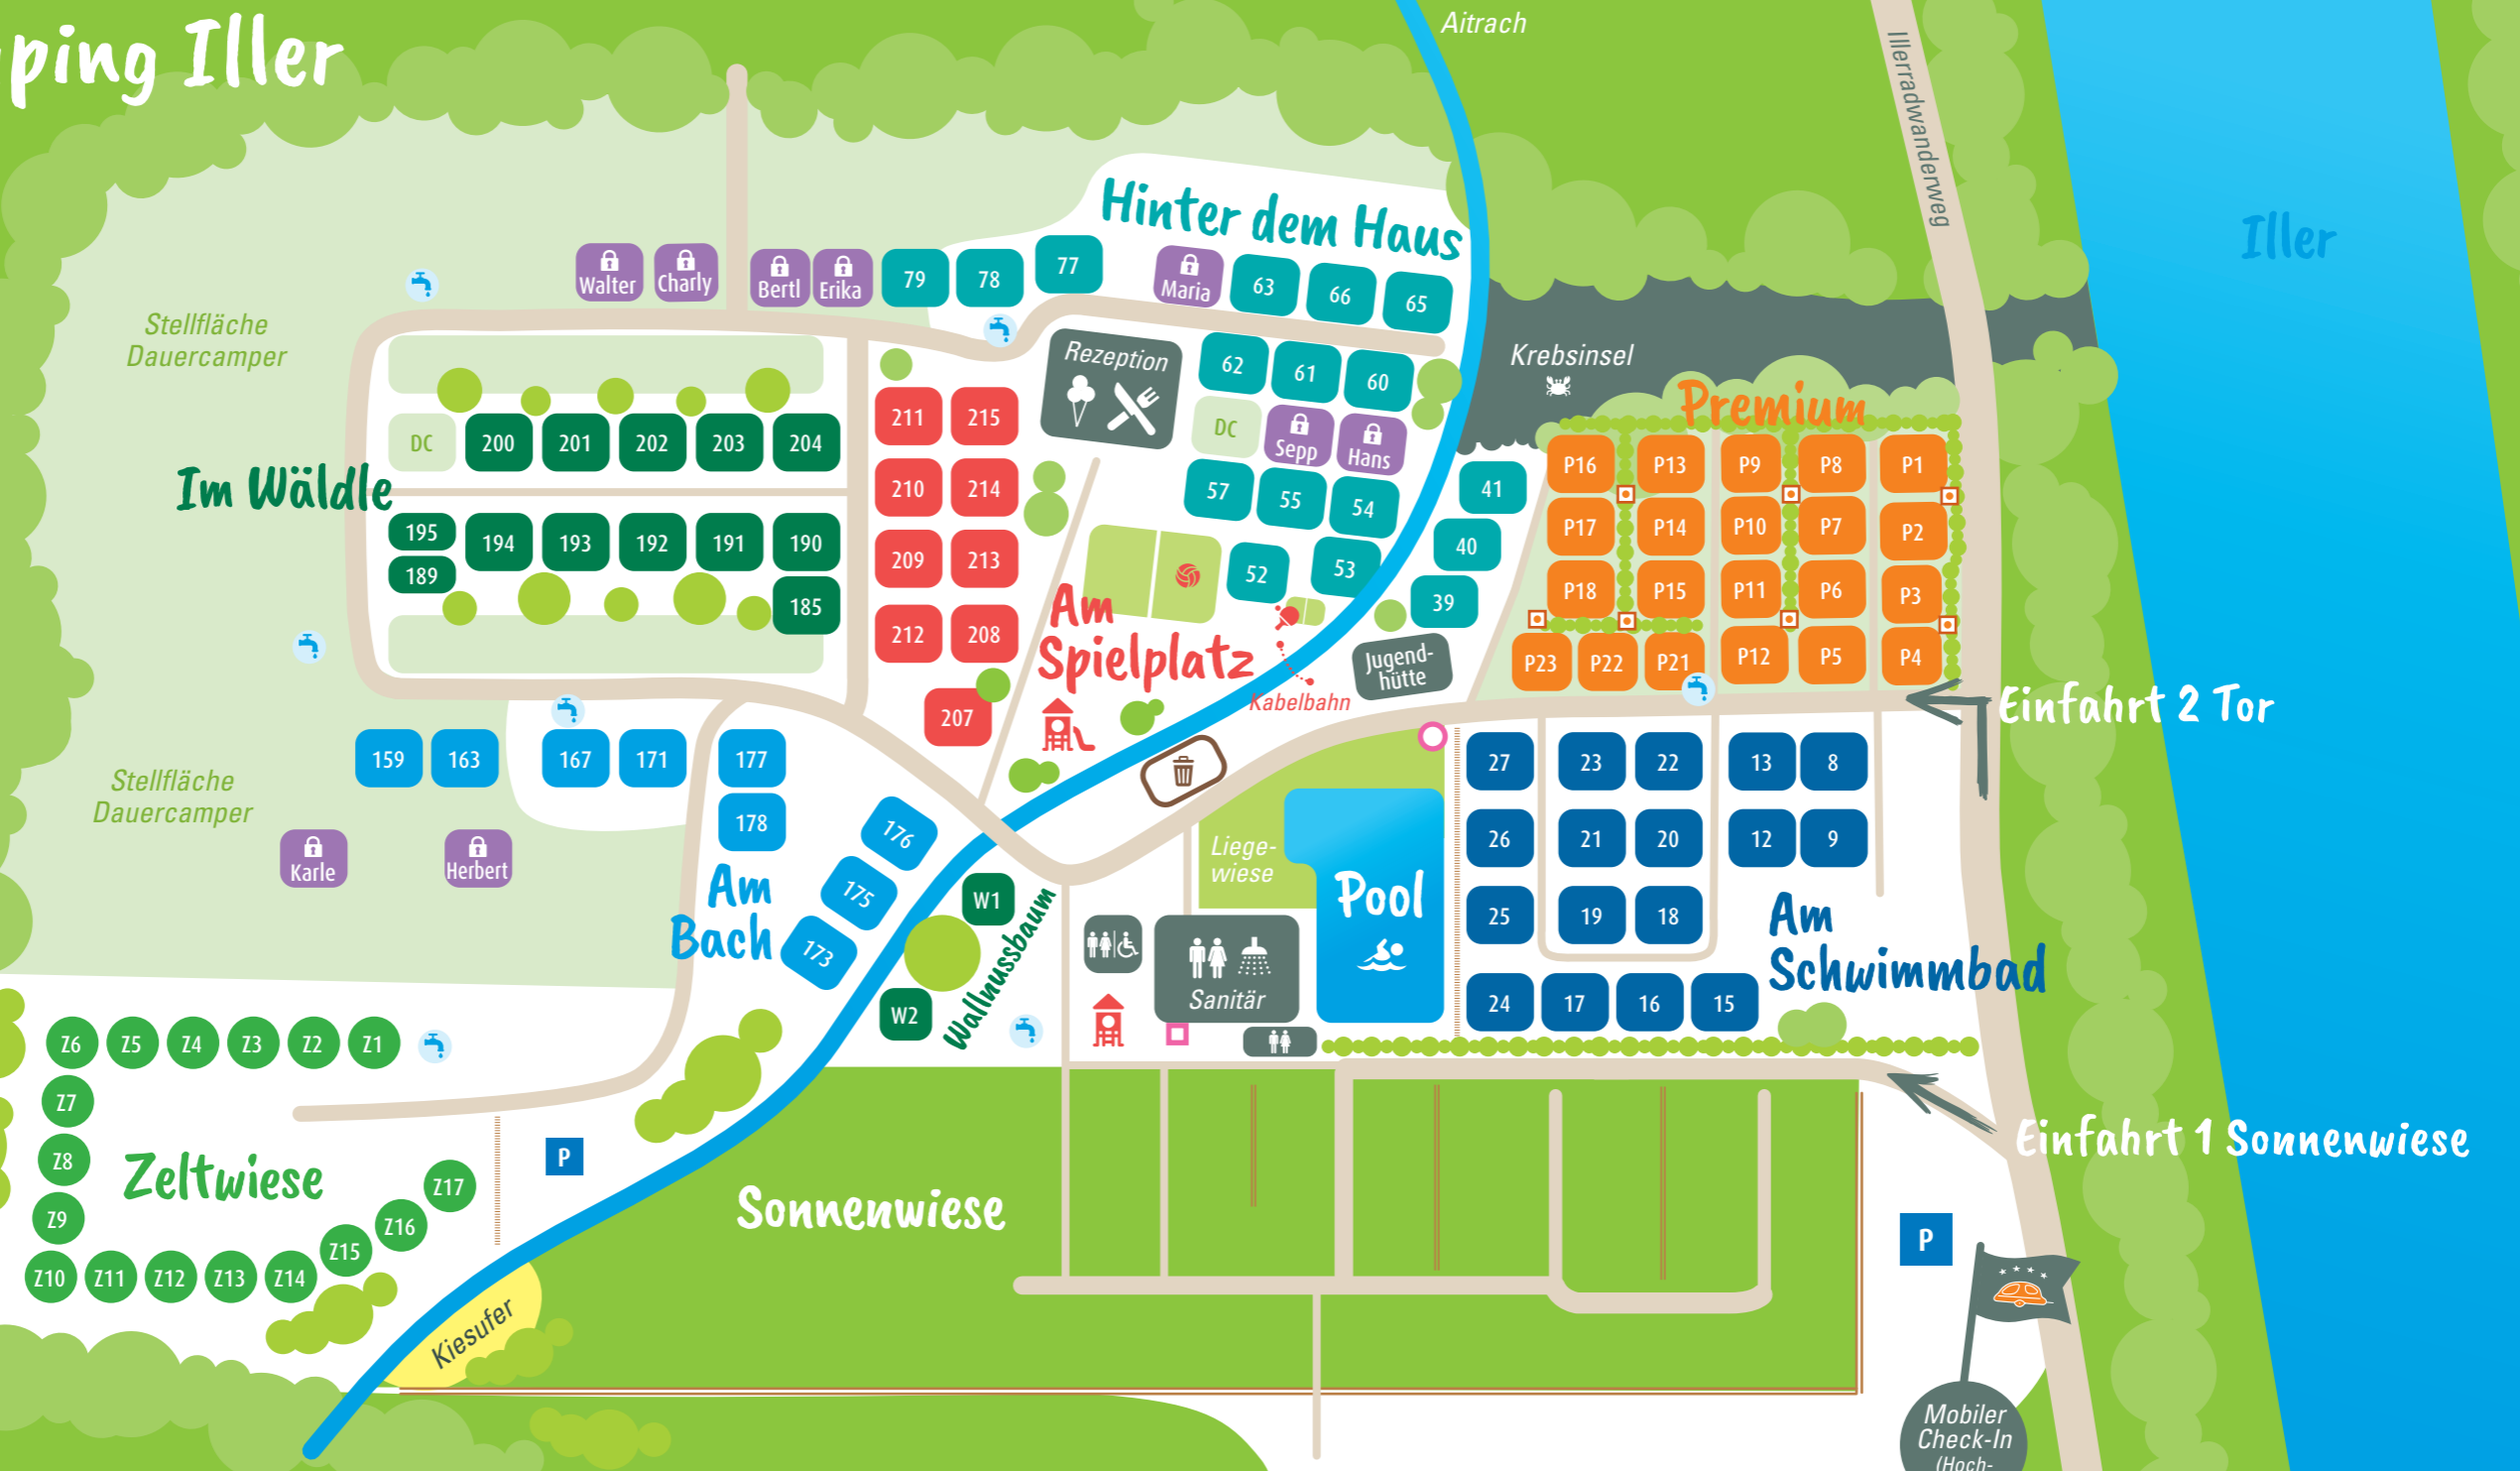 ping Iller
Aitrach
Illerradwanderweg
Iller
Hinter dem Haus
Walter
Charly
Bertl
Erika
79
78
77
Maria
63
66
65
Stellfläche
Dauercamper
Rezeption
62
61
60
Krebsinsel
Premium
DC
200
201
202
203
204
211
215
DC
Sepp
Hans
Im Wäldle
210
214
57
55
54
41
P16
P13
P9
P8
P1
195
194
193
192
191
190
189
185
209
213
52
53
40
39
P17
P14
P10
P7
P2
P18
P15
P11
P6
P3
212
208
Am
Spielplatz
Kabelbahn
Jugend-
hütte
P23
P22
P21
P12
P5
P4
207
Einfahrt 2 Tor
159
163
167
171
177
178
176
175
173
Stellfläche
Dauercamper
Karle
Herbert
Am
Bach
W1
W2
Wallnussbaum
Liege-
wiese
Pool
Sanitär
27
23
22
13
8
26
21
20
12
9
25
19
18
24
17
16
15
Am
Schwimmbad
Z6
Z5
Z4
Z3
Z2
Z1
Z7
Z8
Z9
Zeltwiese
Z17
Z16
Z15
Z10
Z11
Z12
Z13
Z14
P
Sonnenwiese
Einfahrt 1 Sonnenwiese
P
Kiesufer
Mobiler
Check-In
(Hoch-